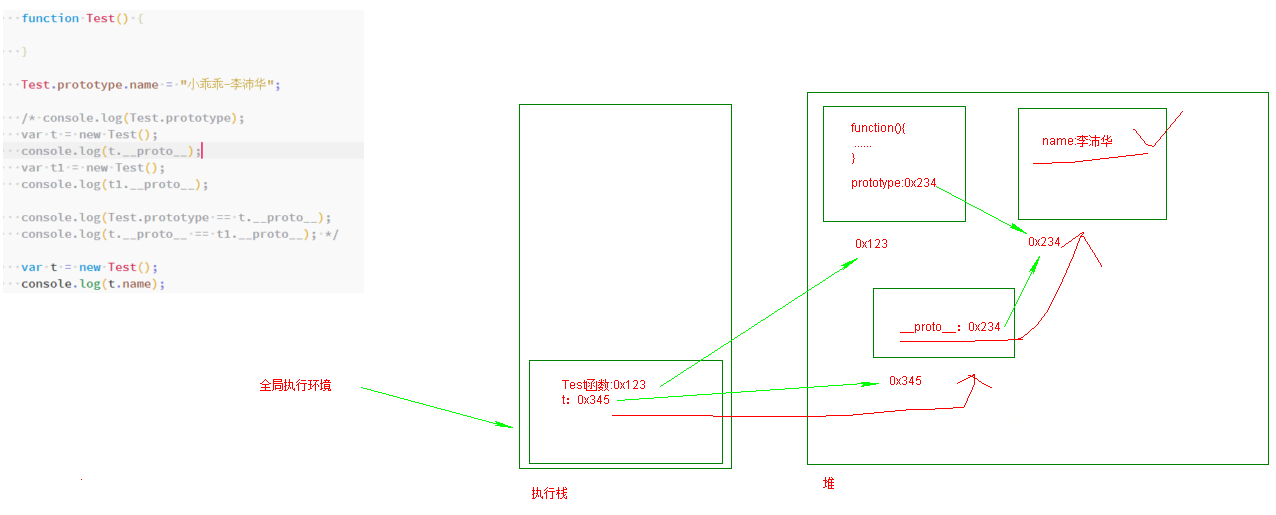 function Test() {
}
Test.prototype.name = "小乖乖-李沛华";
/* console.log(Test.prototype);
var t = new Test();
console.log(t.__proto__);
var t1 = new Test();
console.log(t1.__proto__);
console.log(Test.prototype == t.__proto__);
console.log(t.__proto__ == t1.__proto__); */
var t = new Test();
console.log(t.name);
全局执行环境
Test函数:0x123
t：0x345
执行栈
function(){
......
}
prototype:0x234
0x123
name:李沛华
0x234
__proto__：0x234
0x345
堆